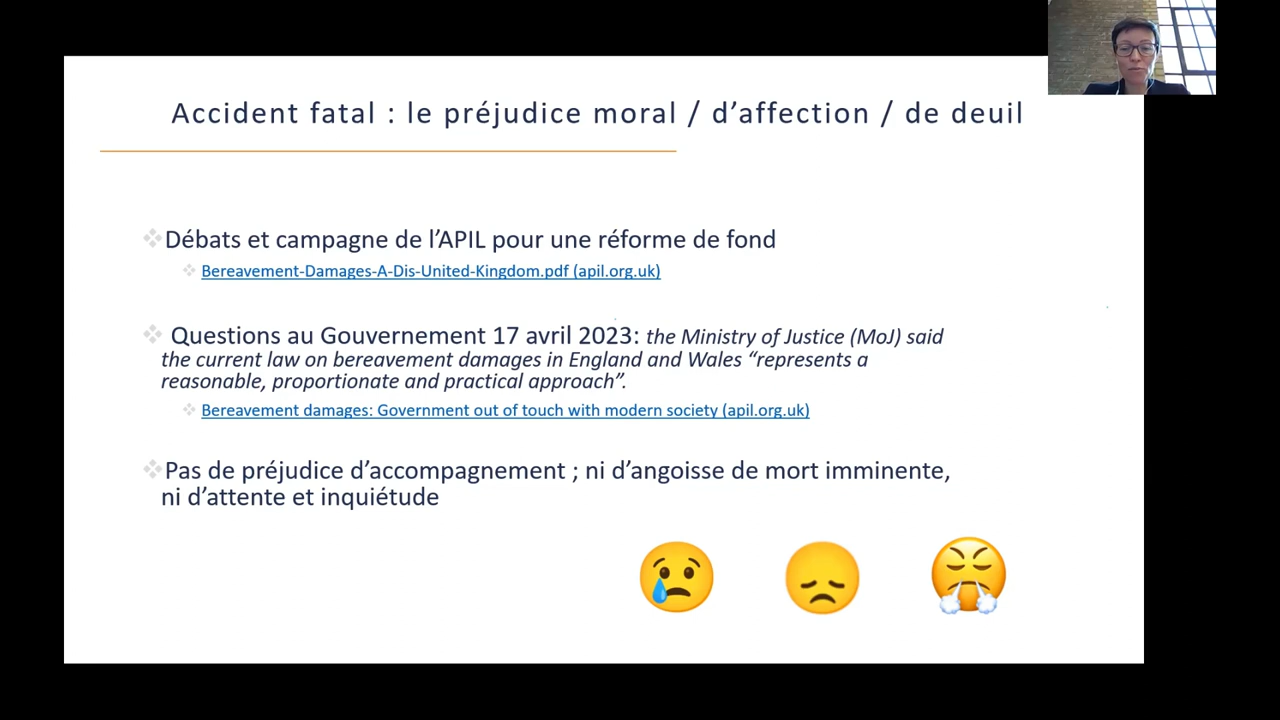 Accident fatal : le préjudice moral / d’affection / de deuil
Débats et campagne de l’APIL pour une réforme de fond
Bereavement-Damages-A-Dis-United-Kingdom.pdf (apil.org.uk)
Questions au Gouvernement 17 avril 2023: the Ministry of Justice (MoJ) said
the current law on bereavement damages in England and Wales “represents a
reasonable, proportionate and practical approach”.
Bereavement damages: Government out of touch with modern society (apil.org.uk)
Pas de préjudice d’accompagnement ; ni d’angoisse de mort imminente,
ni d’attente et inquiétude